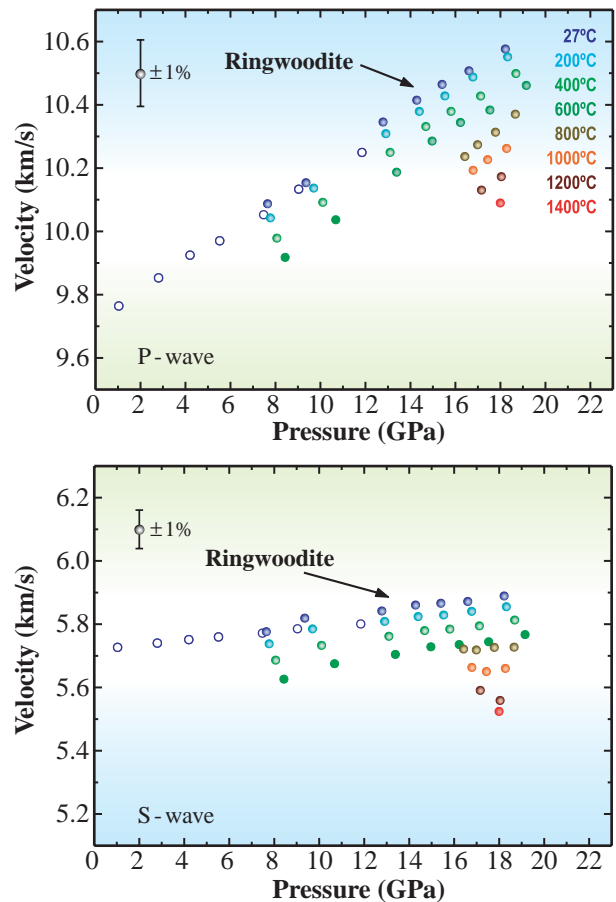 10.6
10.4
10.2
10.0
9.8
9.6
Velocity (km/s)
±1%
Ringwoodite
27ºC
200ºC
400ºC
600ºC
800ºC
1000ºC
1200ºC
1400ºC
P-wave
0 2 4 6 8 10 12 14 16 18 20 22
Pressure (GPa)
6.2
6.0
5.8
5.6
5.4
5.2
Velocity (km/s)
±1%
Ringwoodite
S-wave
0 2 4 6 8 10 12 14 16 18 20 22
Pressure (GPa)